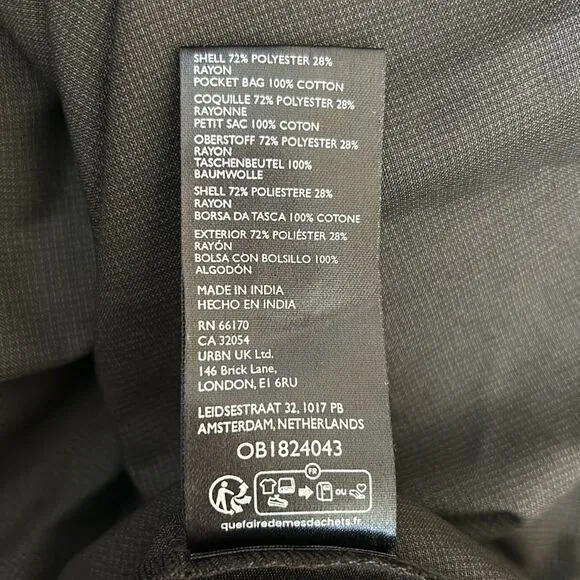 SHELL 72% POLYESTER 28%
RAYON
POCKET BAG 100% COTTON
COQUILLE 72% POLYESTER 28%
RAYONNE
PETIT SAC 100% COTON
OBERSTOFF 72% POLYESTER 28%
RAYON
TASCHENBEUTEL 100%
BAUMWOLLE
SHELL 72% POLIESTERE 28%
RAYON
BORSA DA TASCA 100% COTONE
EXTERIOR 72% POLIÉSTER 28%
RAYÓN
BOLSA CON BOLSILLO 100%
ALGODÓN
MADE IN INDIA
HECHO EN INDIA
RN 66170
CA 32054
URBN UK Ltd.
146 Brick Lane,
LONDON, E1 6RU
LEIDSESTRAAT 32, 1017 PB
AMSTERDAM, NETHERLANDS
OB1824043
FR
ou
quefairedemesdechets.fr